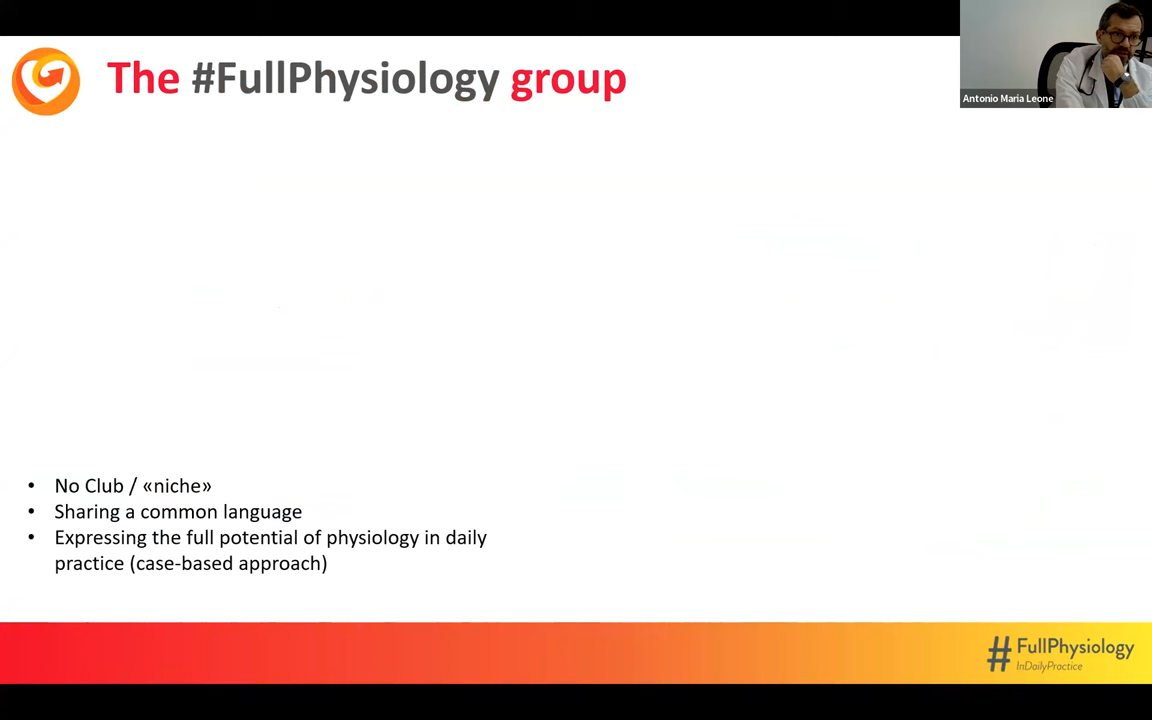 The #FullPhysiology group
Antonio Maria Leone
• No Club / «niche»
• Sharing a common language
• Expressing the full potential of physiology in daily
practice (case-based approach)
# FullPhysiology
InDailyPractice